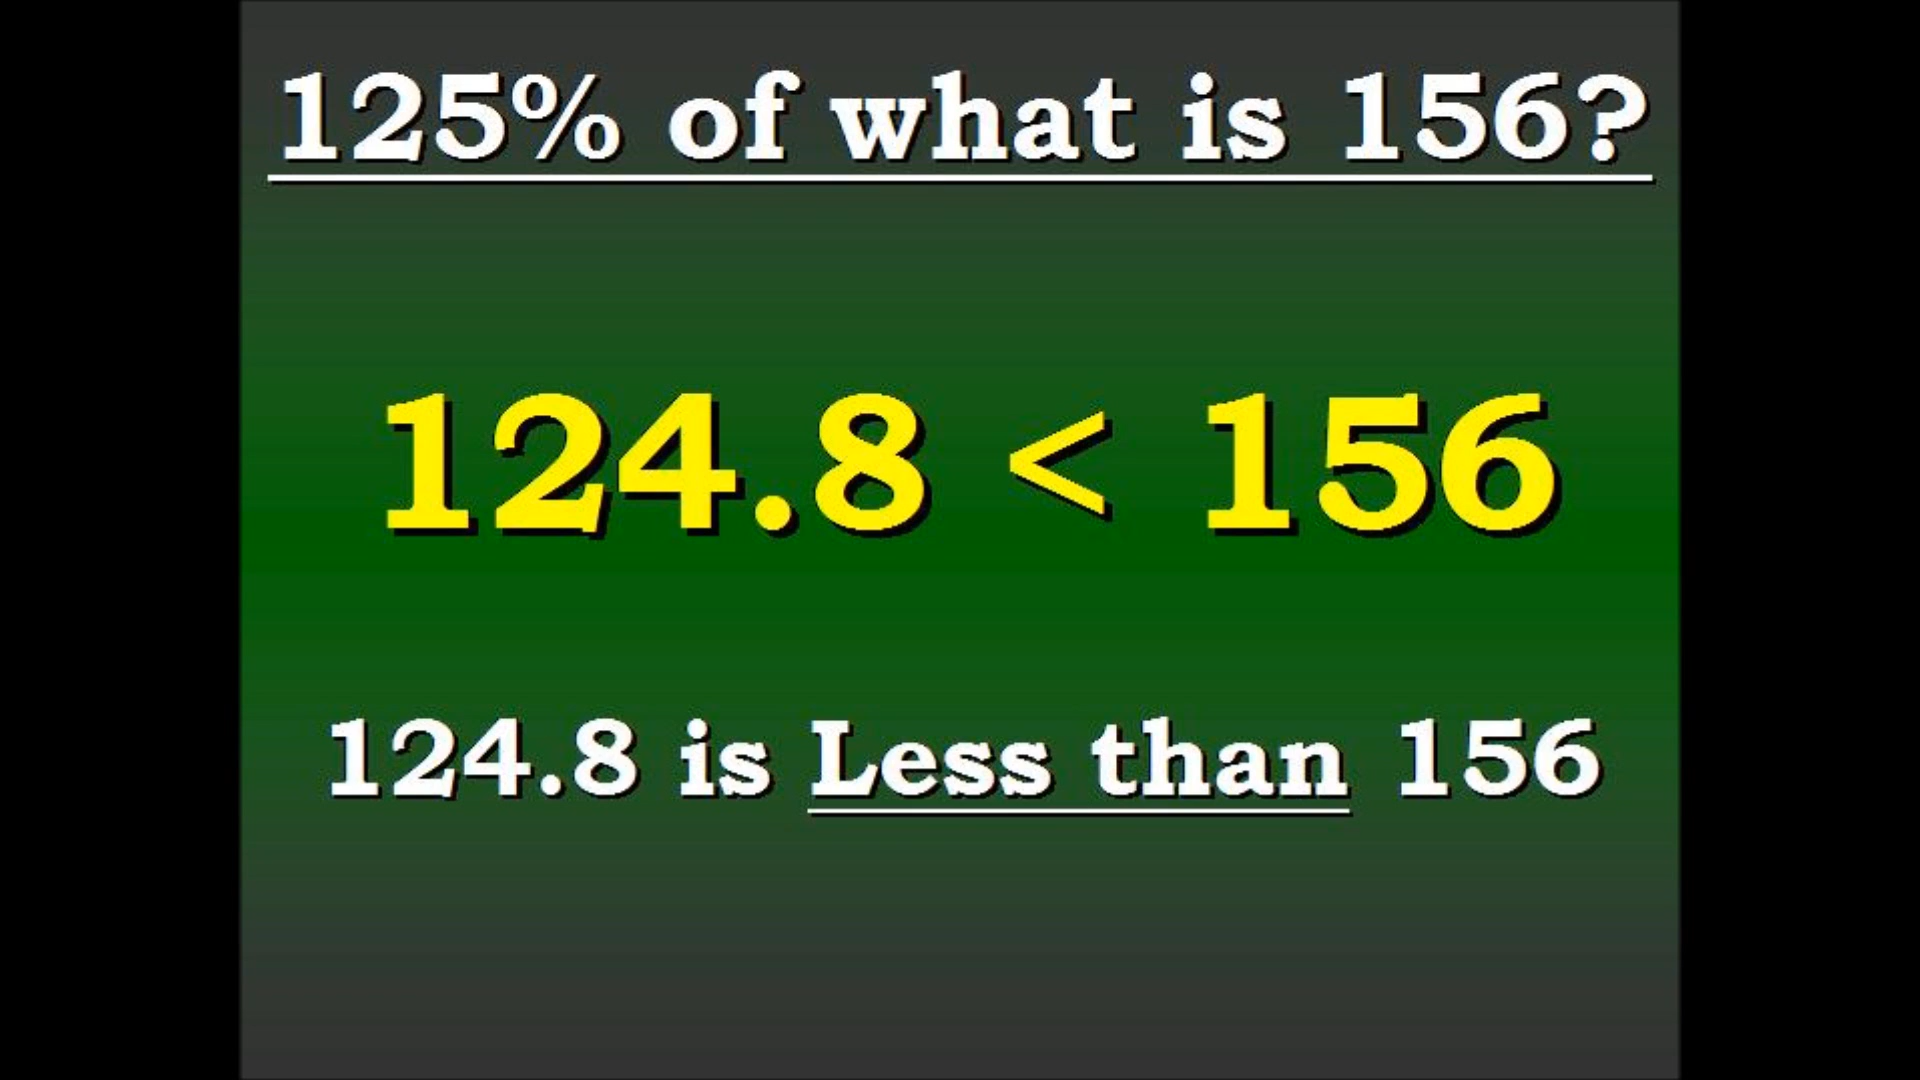 125% of what is 156?
124.8 < 156
124.8 is Less than 156